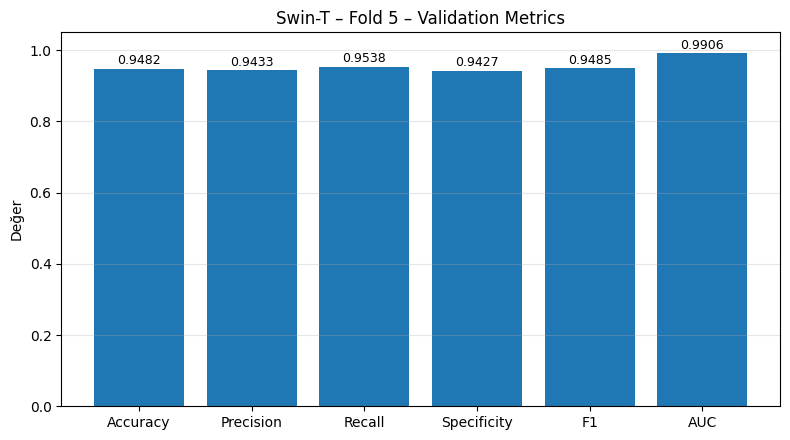 Swin-T – Fold 5 – Validation Metrics
Değer
1.0
0.8
0.6
0.4
0.2
0.0
0.9482
0.9433
0.9538
0.9427
0.9485
0.9906
Accuracy
Precision
Recall
Specificity
F1
AUC